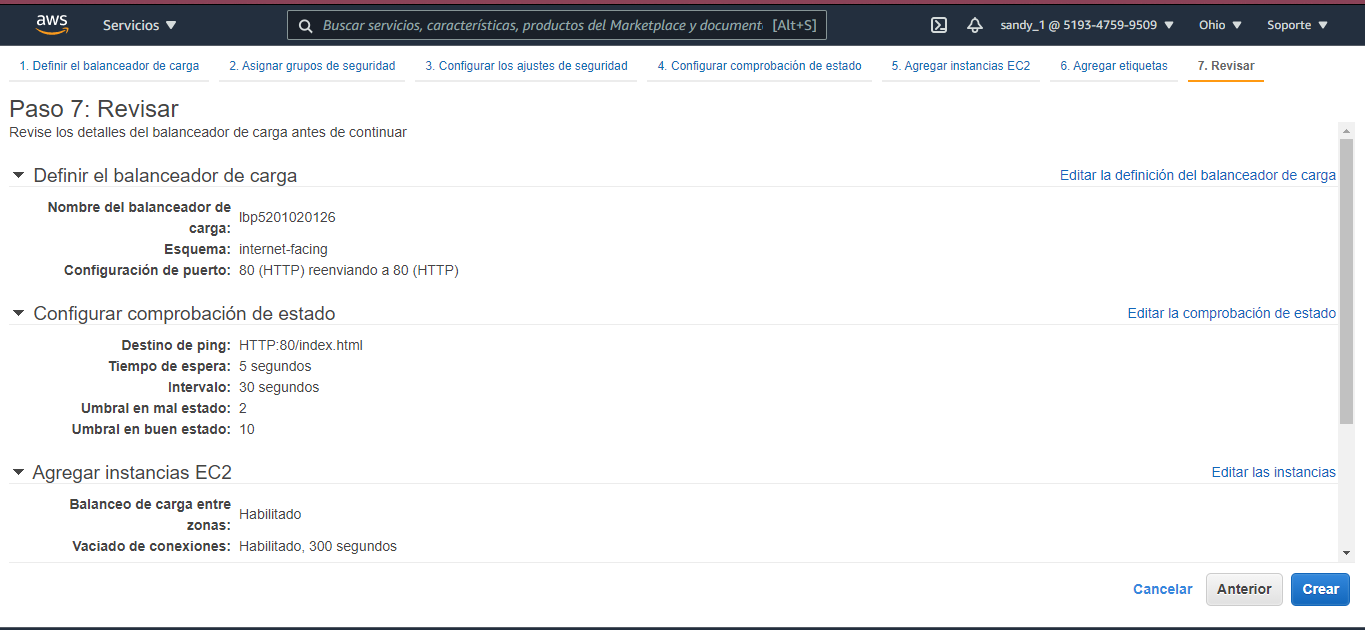 aws
Servicios
Buscar servicios, características, productos del Marketplace y document: [Alt+S]
sandy_1 @ 5193-4759-9509
Ohio
Soporte
1. Definir el balanceador de carga
2. Asignar grupos de seguridad
3. Configurar los ajustes de seguridad
4. Configurar comprobación de estado
5. Agregar instancias EC2
6. Agregar etiquetas
7. Revisar
Paso 7: Revisar
Revise los detalles del balanceador de carga antes de continuar
Definir el balanceador de carga
Editar la definición del balanceador de carga
Nombre del balanceador de
carga:
lbp5201020126
Esquema: internet-facing
Configuración de puerto: 80 (HTTP) reenviando a 80 (HTTP)
Configurar comprobación de estado
Editar la comprobación de estado
Destino de ping: HTTP:80/index.html
Tiempo de espera: 5 segundos
Intervalo: 30 segundos
Umbral en mal estado: 2
Umbral en buen estado: 10
Agregar instancias EC2
Editar las instancias
Balanceo de carga entre
zonas:
Habilitado
Vaciado de conexiones: Habilitado, 300 segundos
Cancelar
Anterior
Crear